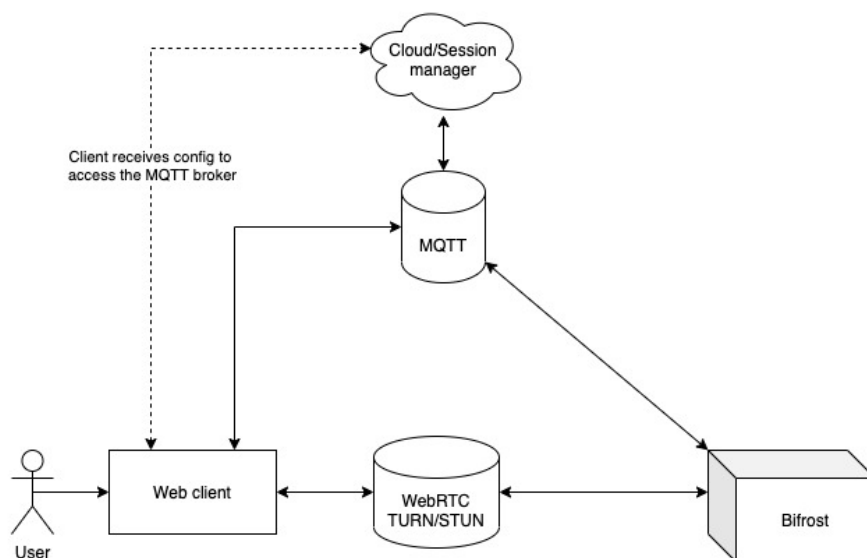 Cloud/Session
manager
Client receives config to
access the MQTT broker
MQTT
Web client
WebRTC
TURN/STUN
Bifrost
User